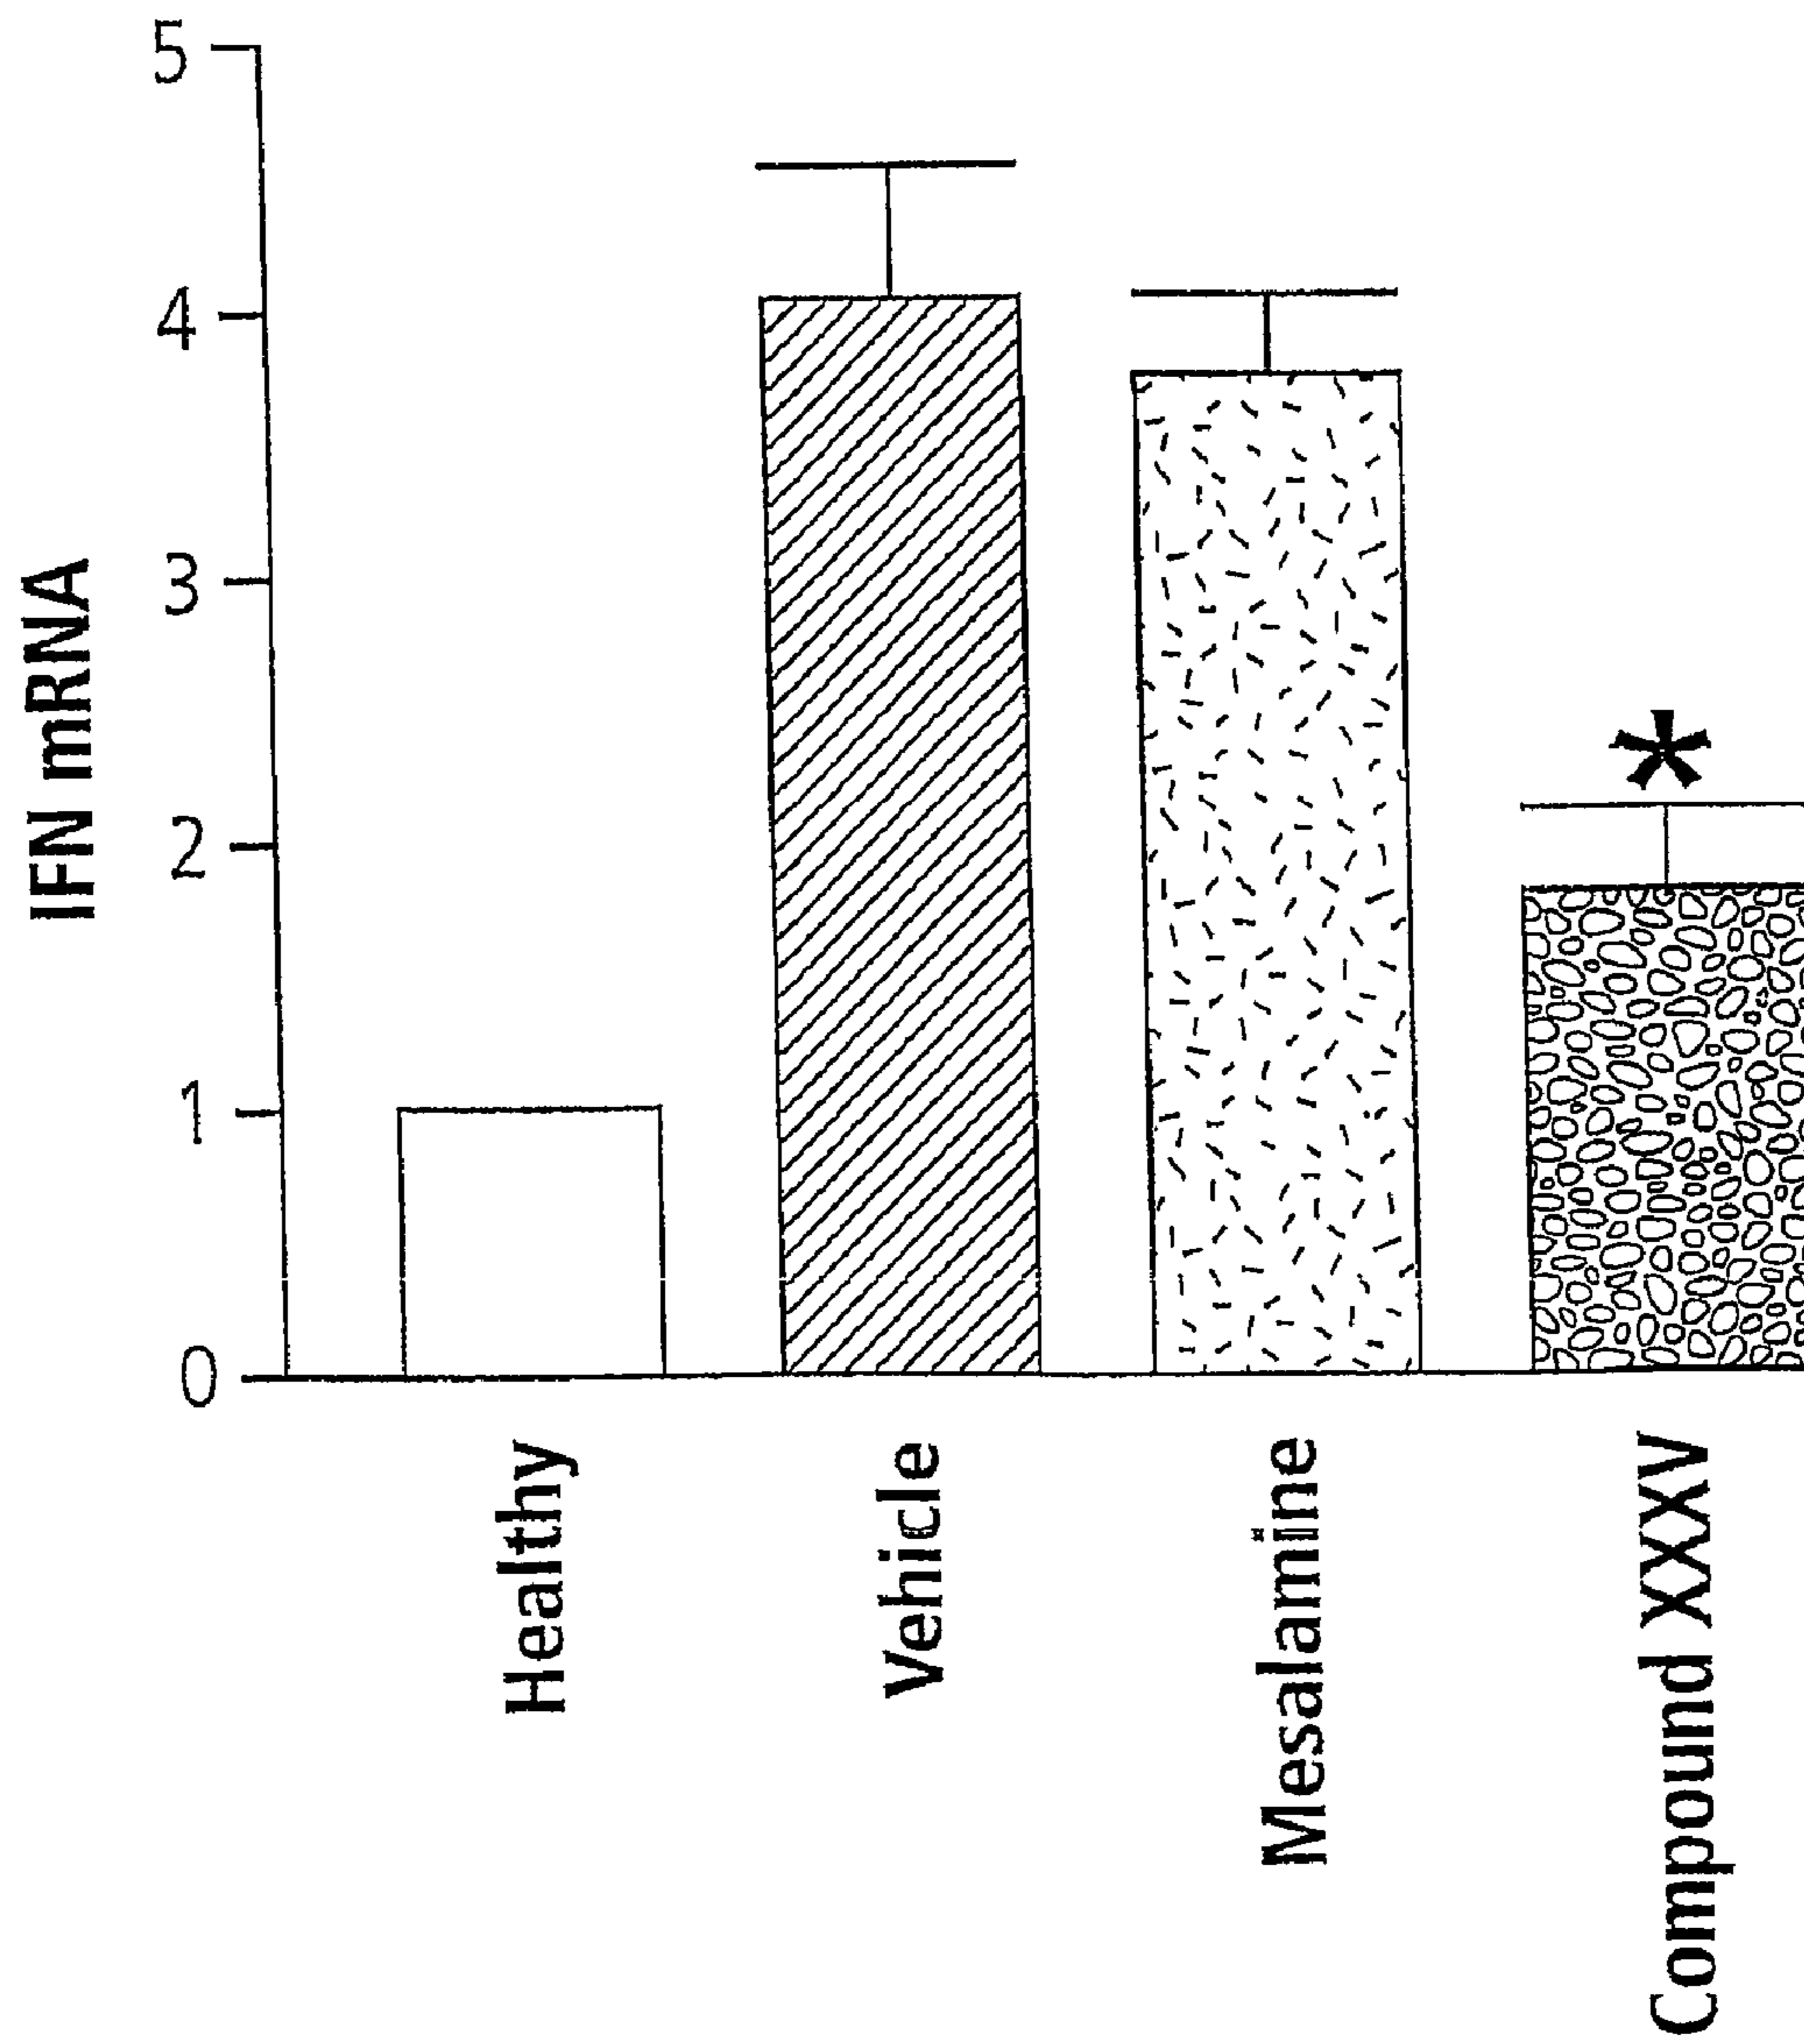 IFN mRNA
5
4
3
2
1
0
*
Healthy
Vehicle
Mesalamine
Compound XXXV